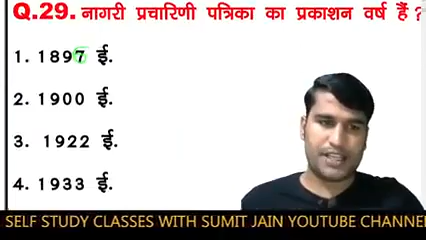 Q.29. नागरी प्रचारिणी पत्रिका का प्रकाशन वर्ष हैं ?
1. 1897 ई.
2. 1900 ई.
3. 1922 ई.
4. 1933 ई.
SELF STUDY CLASSES WITH SUMIT JAIN YOUTUBE CHANNE